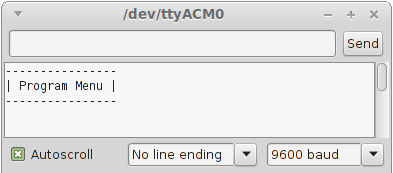 /dev/ttyACM0
Send
----------------
| Program Menu |
----------------
Autoscroll
No line ending
9600 baud